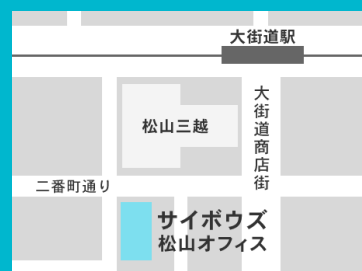 大街道駅
松山三越
大街道商店街
二番町通り
サイボウズ
松山オフィス